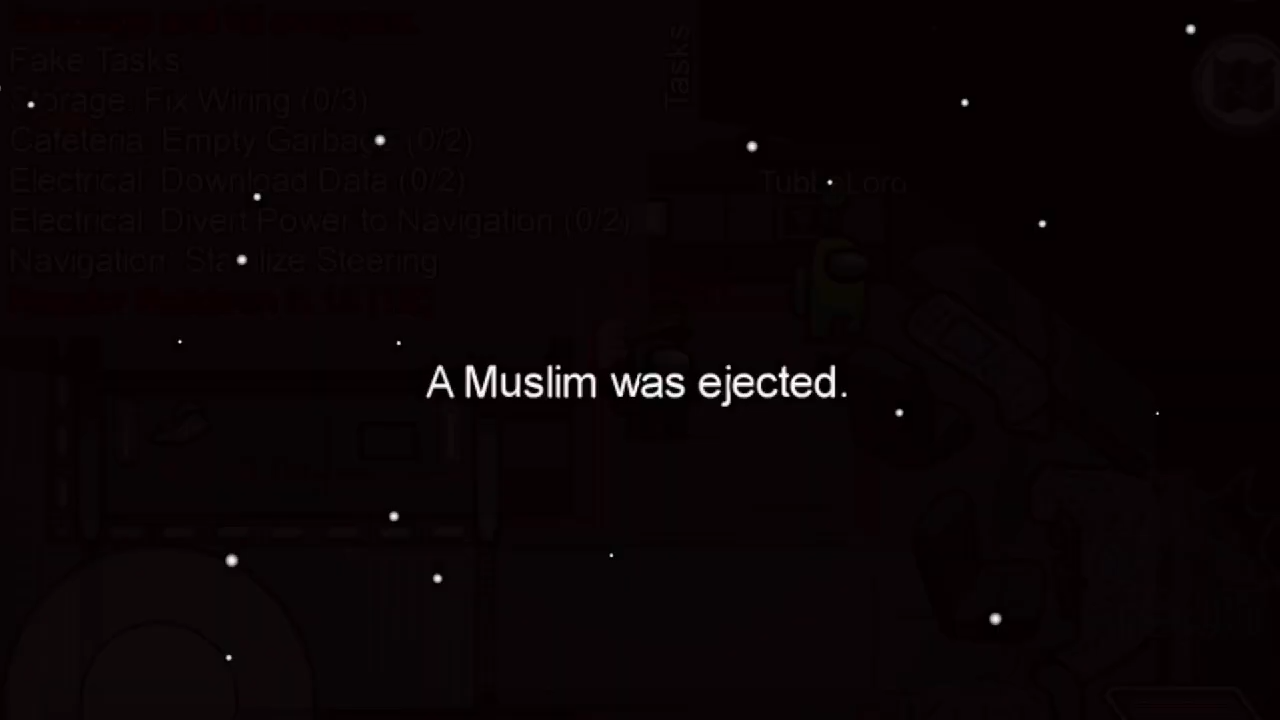 Fake Tasks
Storage: Fix Wiring (0/3)
Cafeteria: Empty Garbage (0/2)
Electrical: Download Data (0/2)
Electrical: Divert Power to Navigation (0/2)
Navigation: Stabilize Steering
Tasks
A Muslim was ejected.